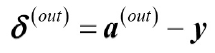 δ^(out) = a^(out) − y